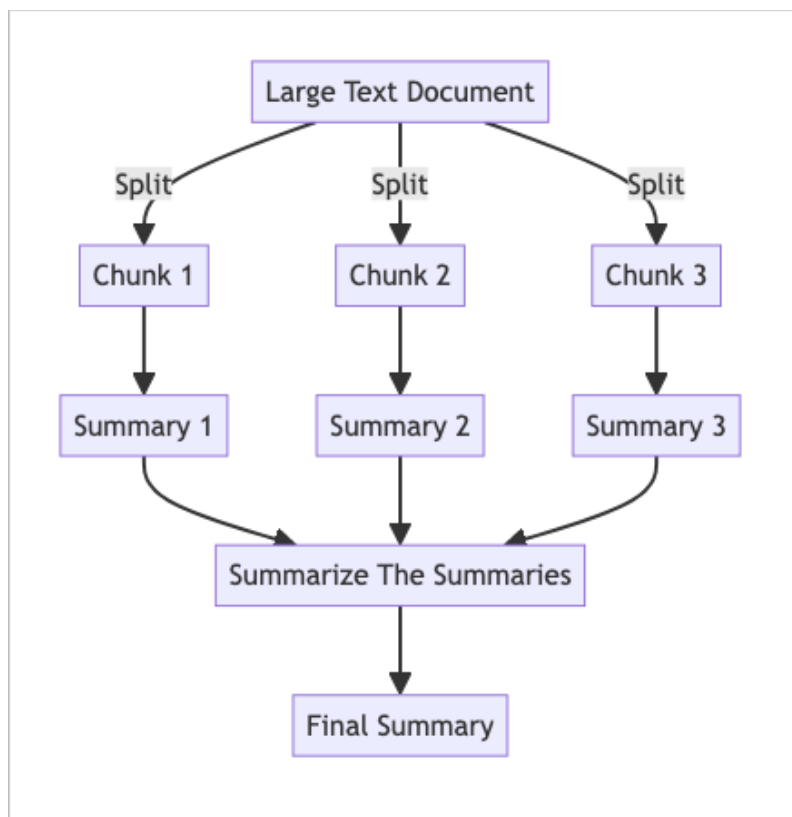 Large Text Document
Split
Split
Split
Chunk 1
Chunk 2
Chunk 3
Summary 1
Summary 2
Summary 3
Summarize The Summaries
Final Summary